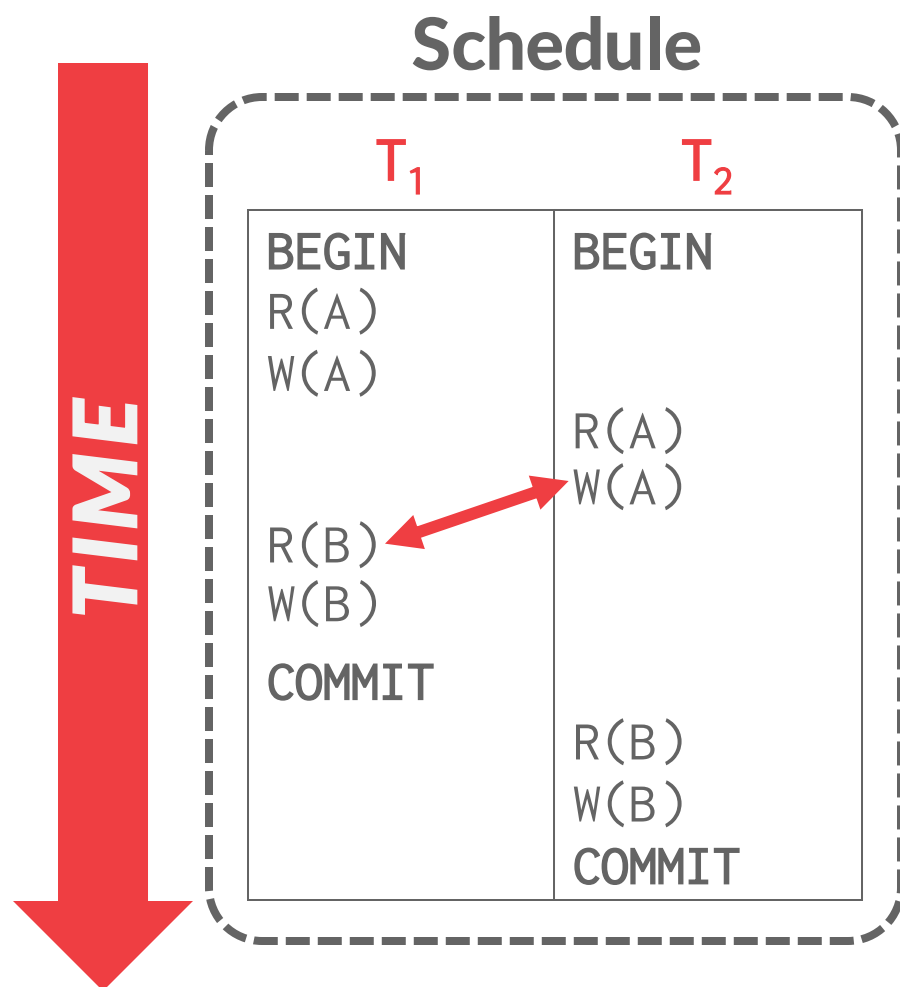 Schedule
TIME
T1 T2
BEGIN BEGIN
R(A)
W(A)
R(A)
W(A)
R(B)
W(B)
COMMIT
R(B)
W(B)
COMMIT